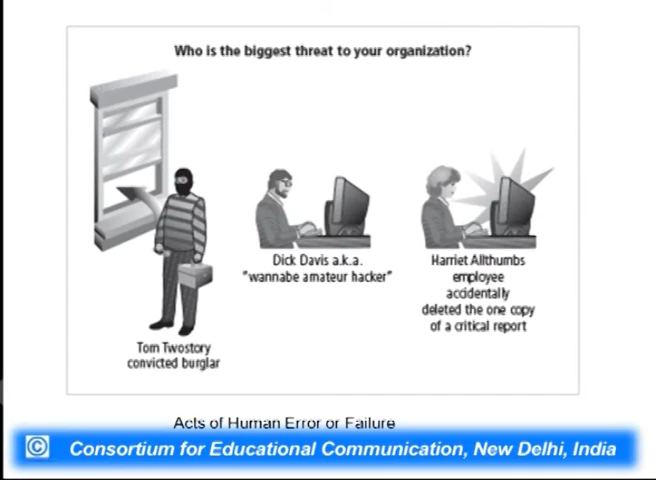 Who is the biggest threat to your organization?
Dick Davis a.k.a.
"wannabe amateur hacker"
Harriet Allthumbs
employee
accidentally
deleted the one copy
of a critical report
Tom Twostory
convicted burglar
Acts of Human Error or Failure
© Consortium for Educational Communication, New Delhi, India